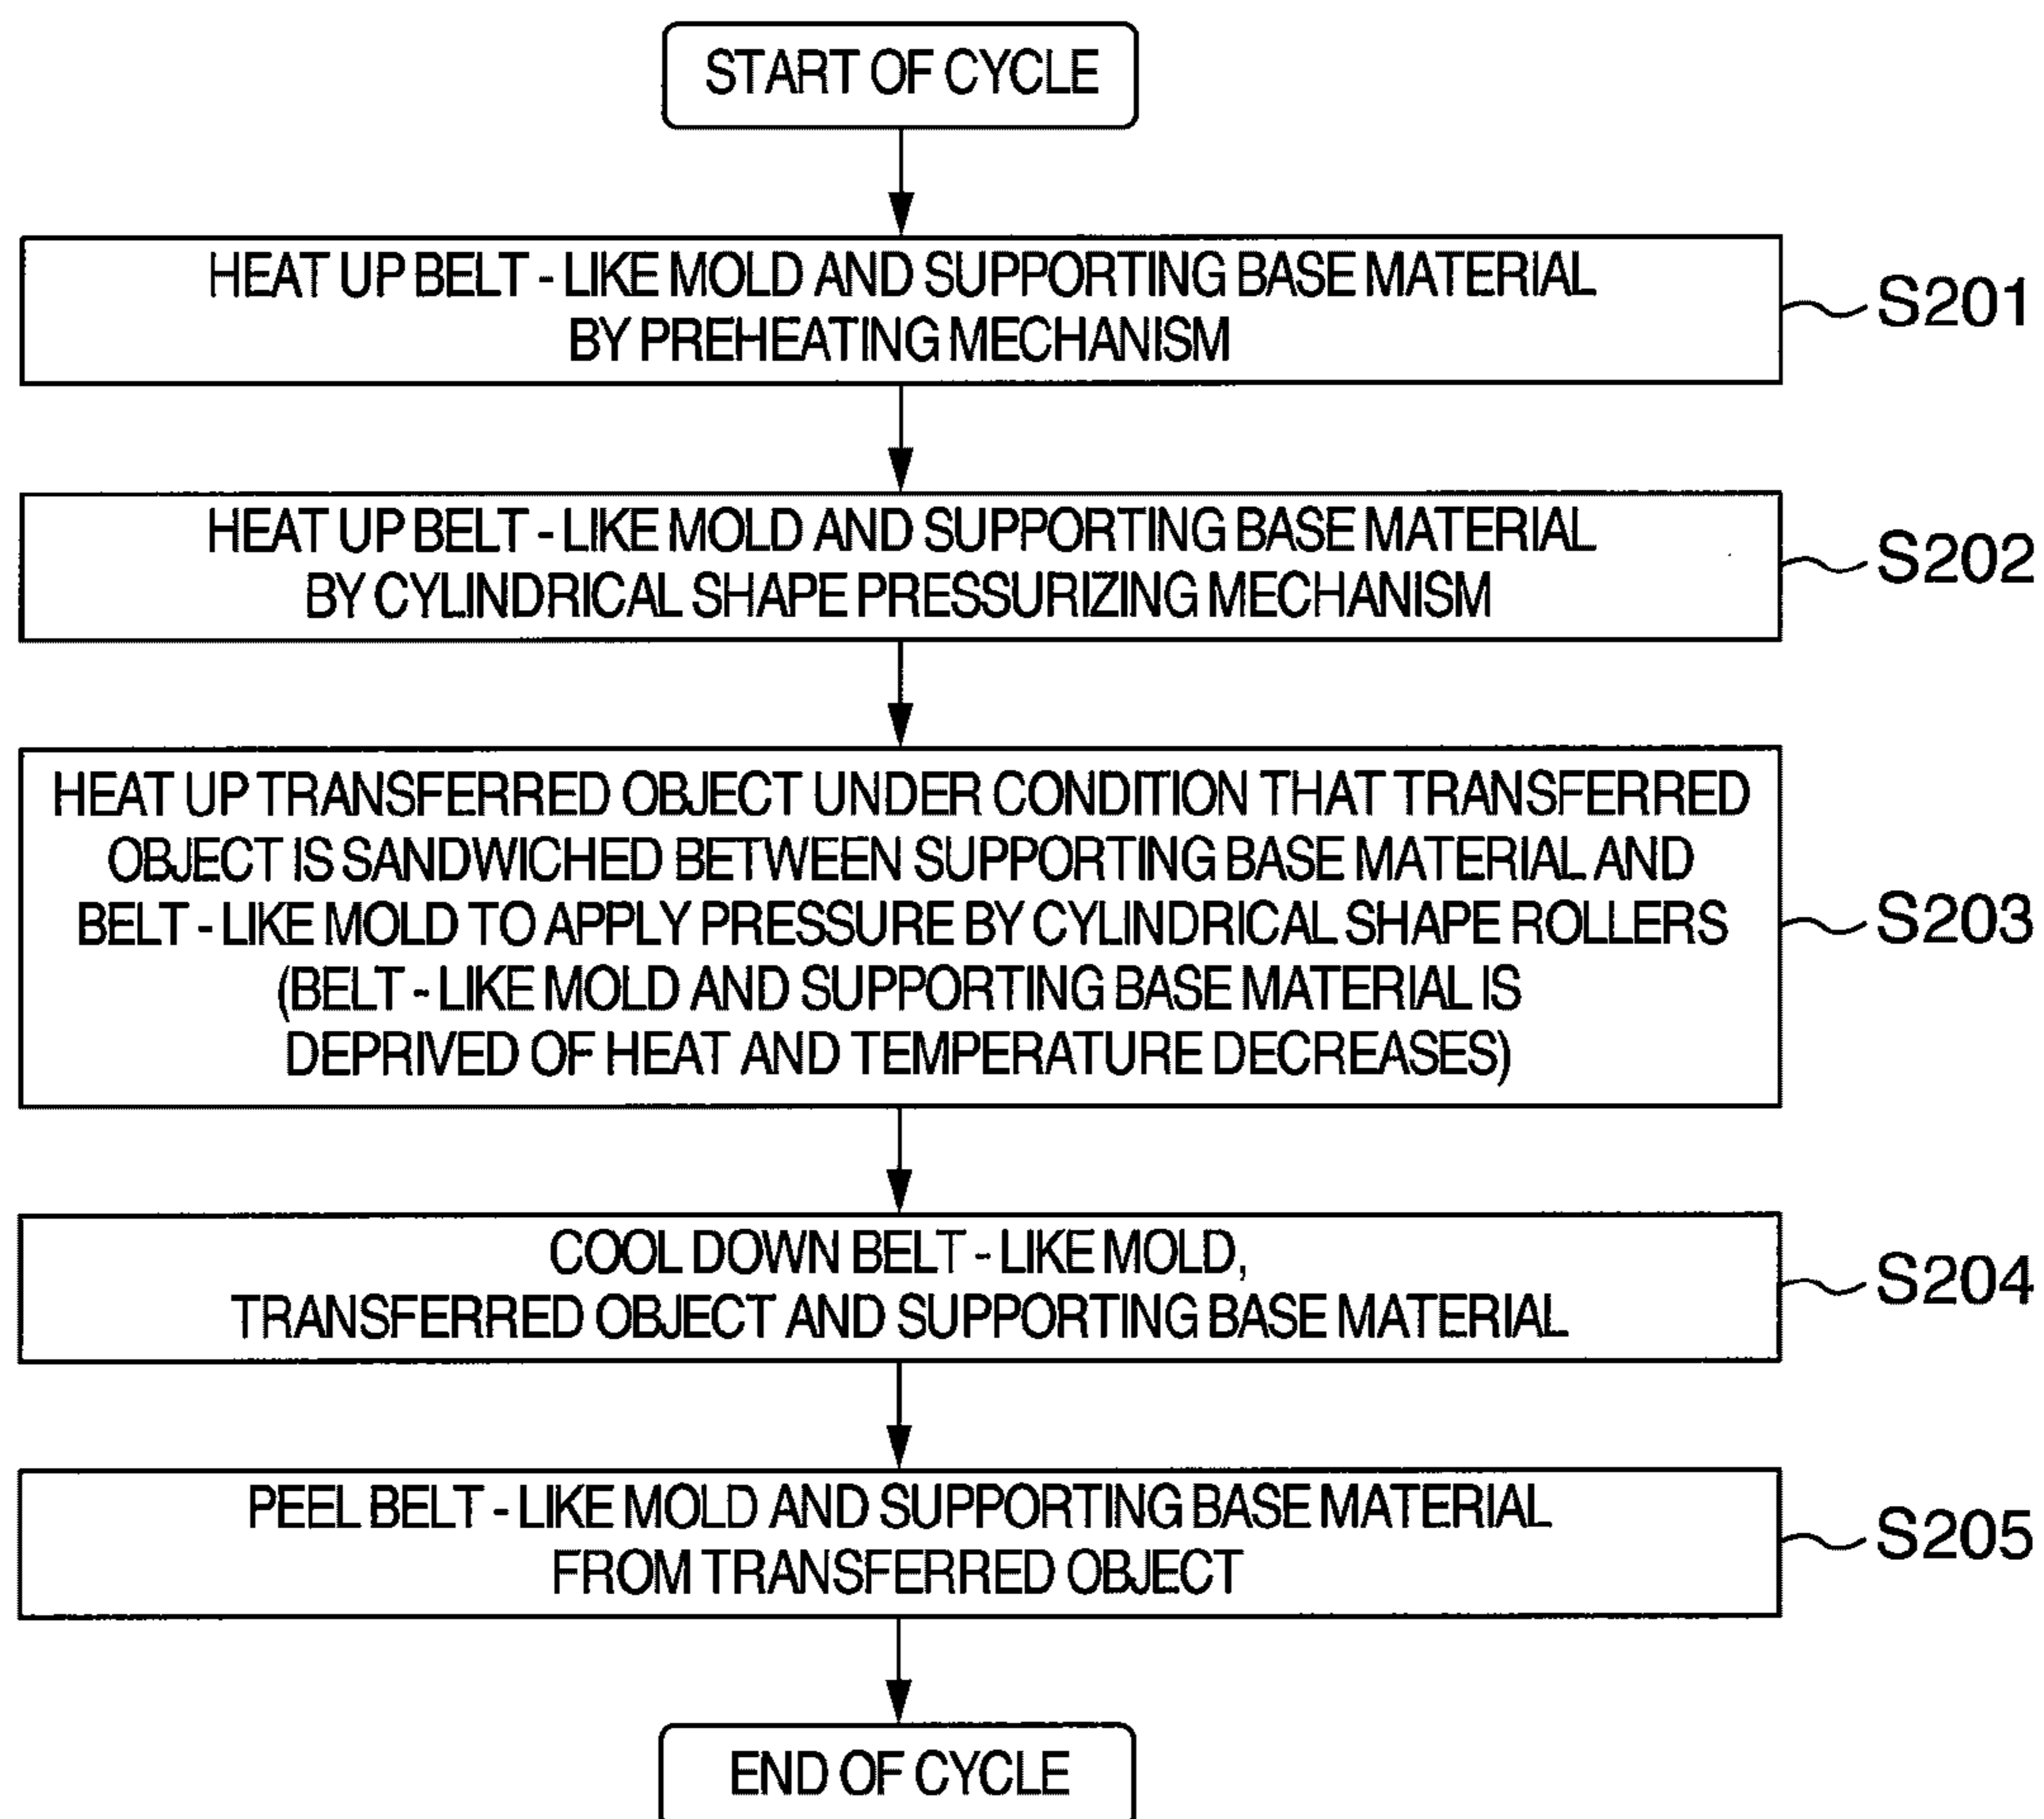 START OF CYCLE
HEAT UP BELT - LIKE MOLD AND SUPPORTING BASE MATERIAL
BY PREHEATING MECHANISM
S201
HEAT UP BELT - LIKE MOLD AND SUPPORTING BASE MATERIAL
BY CYLINDRICAL SHAPE PRESSURIZING MECHANISM
S202
HEAT UP TRANSFERRED OBJECT UNDER CONDITION THAT TRANSFERRED
OBJECT IS SANDWICHED BETWEEN SUPPORTING BASE MATERIAL AND
BELT - LIKE MOLD TO APPLY PRESSURE BY CYLINDRICAL SHAPE ROLLERS
(BELT - LIKE MOLD AND SUPPORTING BASE MATERIAL IS
DEPRIVED OF HEAT AND TEMPERATURE DECREASES)
S203
COOL DOWN BELT - LIKE MOLD,
TRANSFERRED OBJECT AND SUPPORTING BASE MATERIAL
S204
PEEL BELT - LIKE MOLD AND SUPPORTING BASE MATERIAL
FROM TRANSFERRED OBJECT
S205
END OF CYCLE